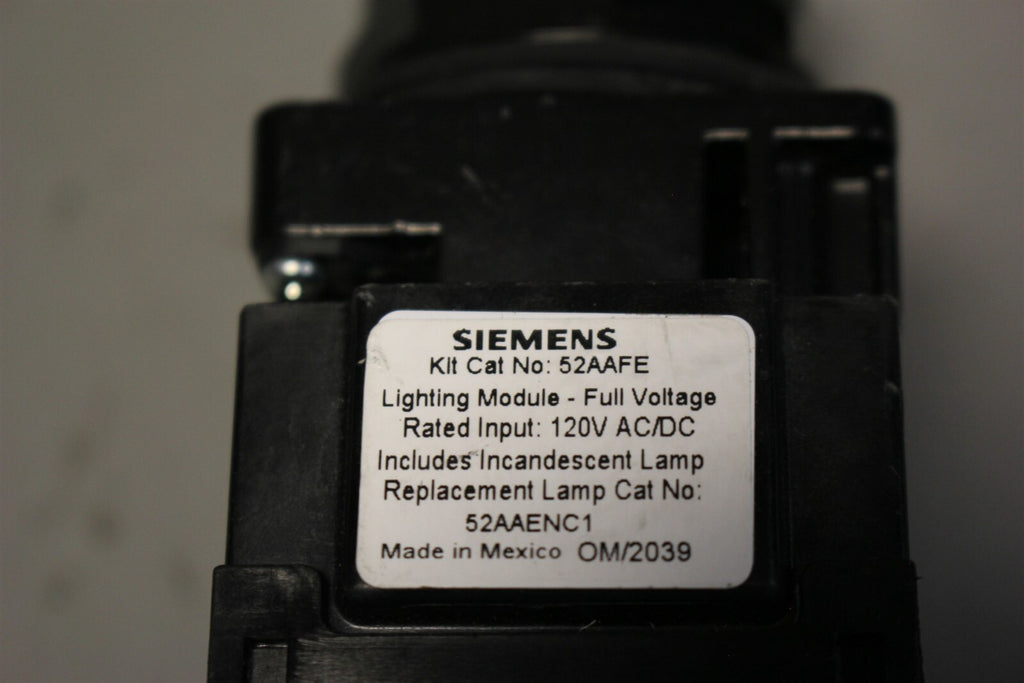 SIEMENS
Kit Cat No: 52AAFE
Lighting Module - Full Voltage
Rated Input: 120V AC/DC
Includes Incandescent Lamp
Replacement Lamp Cat No:
52AAENC1
Made in Mexico OM/2039